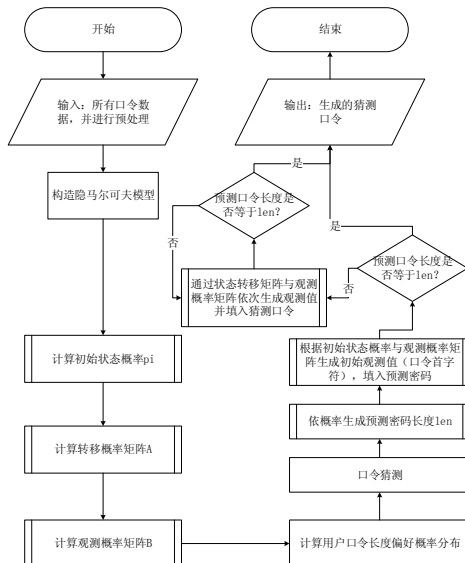 开始
输入：所有口令数
据，并进行预处理
构造隐马尔可夫模型
计算初始状态概率pi
计算转移概率矩阵A
计算观测概率矩阵B
计算用户口令长度偏好概率分布
口令猜测
依概率生成预测密码长度len
根据初始状态概率与观测概率矩
阵生成初始观测值（口令首字
符），填入预测密码
预测口令长度是
否等于len？
是
否
通过状态转移矩阵与观测
概率矩阵依次生成观测值
并填入猜测口令
预测口令长度是
否等于len？
是
否
输出：生成的猜测
口令
结束